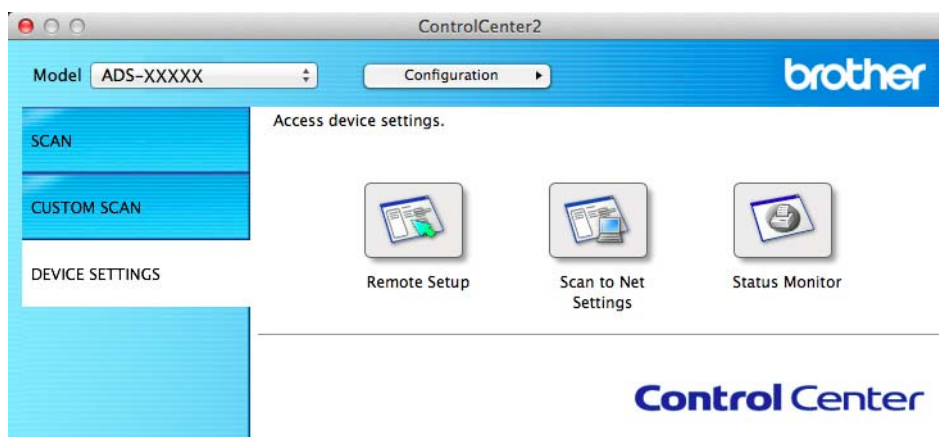 ControlCenter2
Model ADS-XXXXX Configuration brother
SCAN
CUSTOM SCAN
DEVICE SETTINGS
Access device settings.
Remote Setup
Scan to Net
Settings
Status Monitor
Control Center